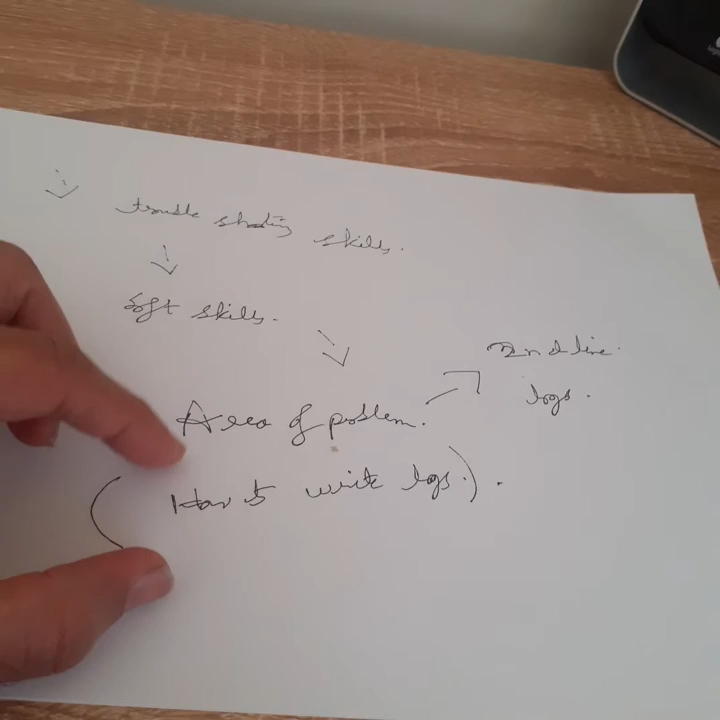 trouble shooting skills.
soft skills.
2nd line
logs.
Area of problem.
(How to write logs.).